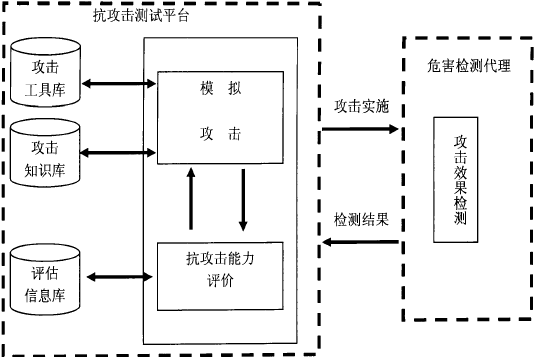 抗攻击测试平台
攻击
工具库
攻击
知识库
评估
信息库
模 拟
攻 击
抗攻击能力
评价
攻击实施
检测结果
危害检测代理
攻击效果检测